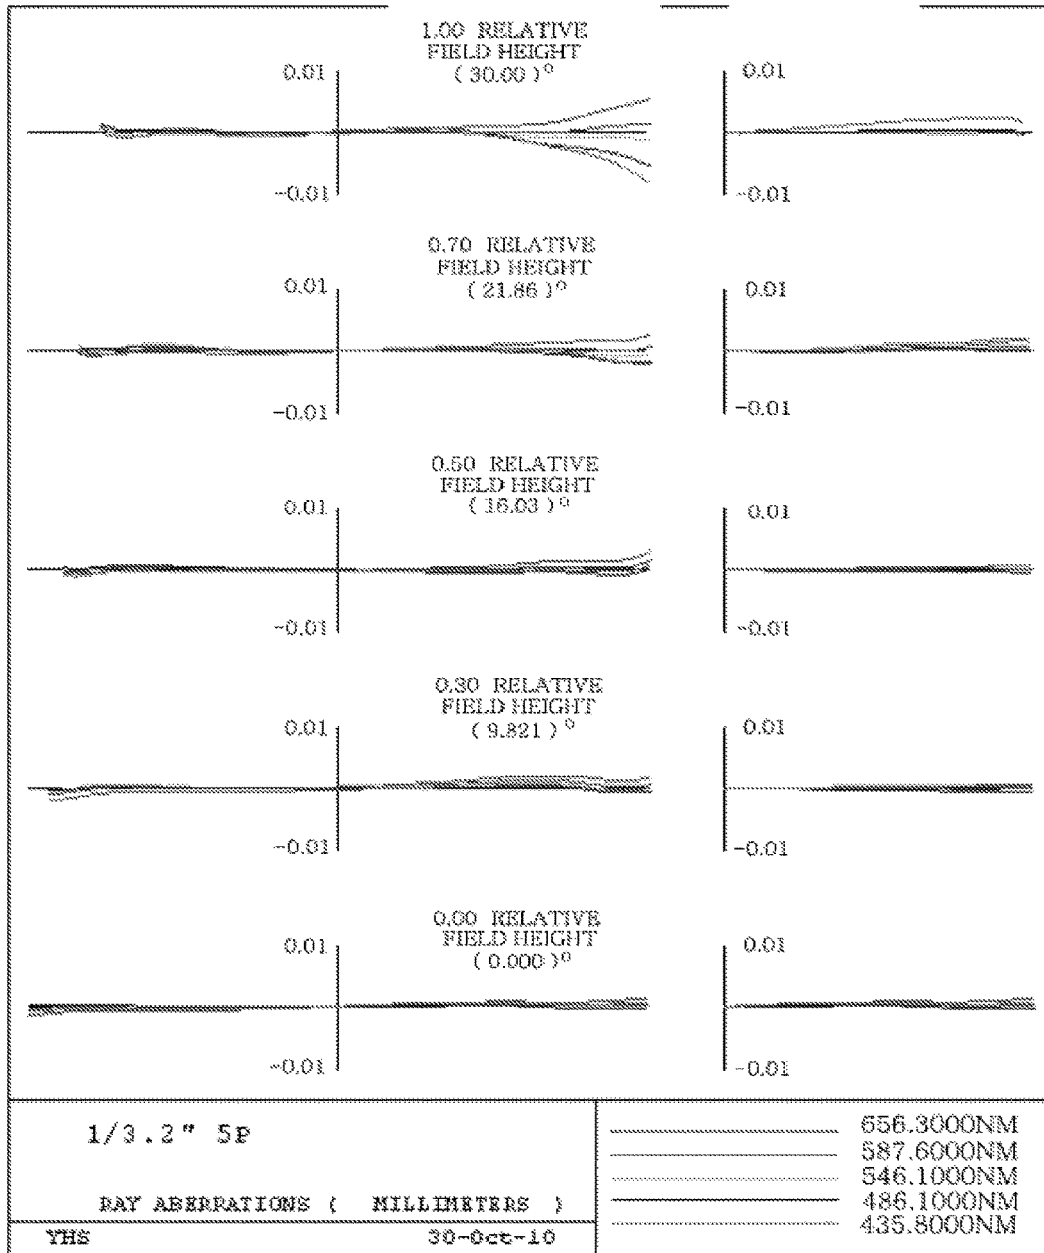 1.00 RELATIVE
FIELD HEIGHT
( 30.00 )°
0.01
0.01
-0.01
-0.01
0.70 RELATIVE
FIELD HEIGHT
( 21.86 )°
0.01
0.01
-0.01
-0.01
0.50 RELATIVE
FIELD HEIGHT
( 16.03 )°
0.01
0.01
-0.01
-0.01
0.30 RELATIVE
FIELD HEIGHT
( 9.821 )°
0.01
0.01
-0.01
-0.01
0.00 RELATIVE
FIELD HEIGHT
( 0.000 )°
0.01
0.01
-0.01
-0.01
1/3.2" 5P
RAY ABERRATIONS ( MILLIMETERS )
YHS 30-Oct-10
656.3000NM
587.6000NM
546.1000NM
486.1000NM
435.8000NM